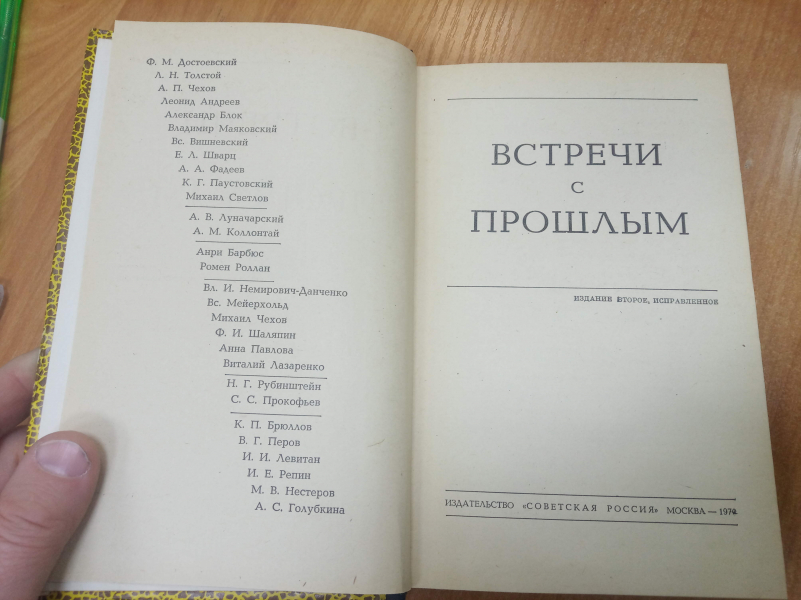 Ф. М. Достоевский
Л. Н. Толстой
А. П. Чехов
Леонид Андреев
Александр Блок
Владимир Маяковский
Вс. Вишневский
Е. Л. Шварц
А. А. Фадеев
К. Г. Паустовский
Михаил Светлов
А. В. Луначарский
А. М. Коллонтай
Анри Барбюс
Ромен Роллан
Вл. И. Немирович-Данченко
Вс. Мейерхольд
Михаил Чехов
Ф. И. Шаляпин
Анна Павлова
Виталий Лазаренко
Н. Г. Рубинштейн
С. С. Прокофьев
К. П. Брюллов
В. Г. Перов
И. И. Левитан
И. Е. Репин
М. В. Нестеров
А. С. Голубкина
ВСТРЕЧИ
С
ПРОШЛЫМ
ИЗДАНИЕ ВТОРОЕ, ИСПРАВЛЕННОЕ
ИЗДАТЕЛЬСТВО «СОВЕТСКАЯ РОССИЯ» МОСКВА —